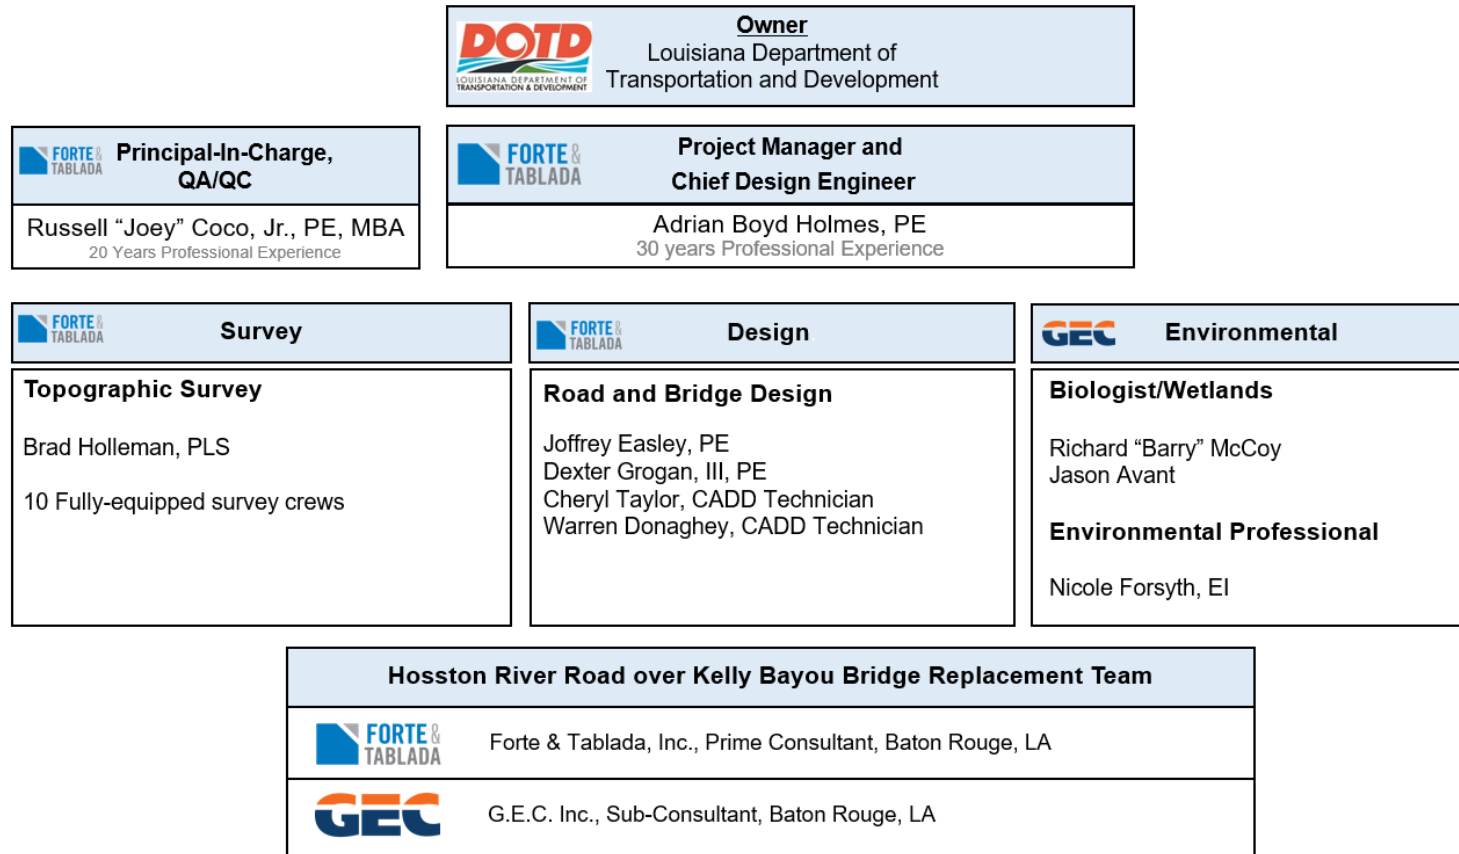 DOTD
LOUISIANA DEPARTMENT OF
TRANSPORTATION & DEVELOPMENT
Owner
Louisiana Department of
Transportation and Development
FORTE &
TABLADA
Principal-In-Charge,
QA/QC
Russell “Joey” Coco, Jr., PE, MBA
20 Years Professional Experience
FORTE &
TABLADA
Project Manager and
Chief Design Engineer
Adrian Boyd Holmes, PE
30 years Professional Experience
FORTE &
TABLADA
Survey
Topographic Survey
Brad Holleman, PLS
10 Fully-equipped survey crews
FORTE &
TABLADA
Design
Road and Bridge Design
Joffrey Easley, PE
Dexter Grogan, III, PE
Cheryl Taylor, CADD Technician
Warren Donaghey, CADD Technician
GEC
Environmental
Biologist/Wetlands
Richard “Barry” McCoy
Jason Avant
Environmental Professional
Nicole Forsyth, EI
Hosston River Road over Kelly Bayou Bridge Replacement Team
FORTE &
TABLADA
Forte & Tablada, Inc., Prime Consultant, Baton Rouge, LA
GEC
G.E.C. Inc., Sub-Consultant, Baton Rouge, LA